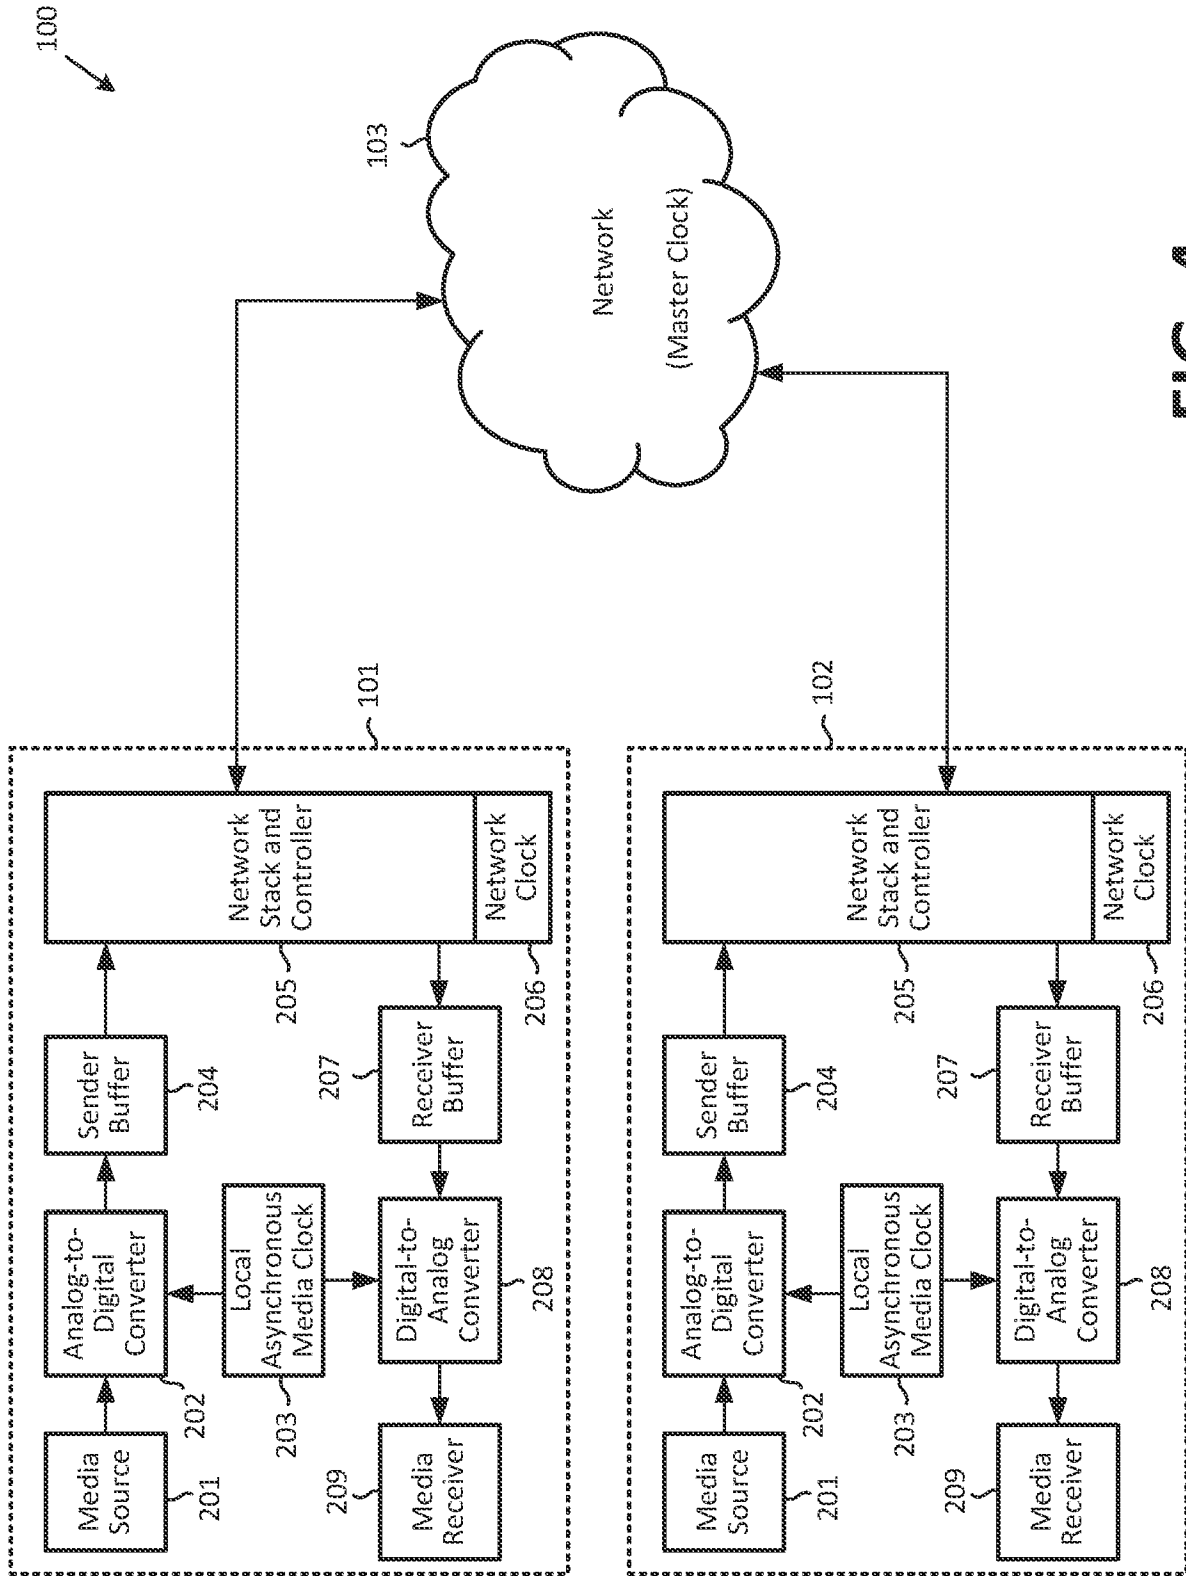 100
103
Network
(Master Clock)
101
Media
Source
201
Analog-to-
Digital
Converter
202
Sender
Buffer
204
Network
Stack and
Controller
205
Network
Clock
206
Local
Asynchronous
Media Clock
203
Receiver
Buffer
207
Digital-to-
Analog
Converter
208
Media
Receiver
209
102
Media
Source
201
Analog-to-
Digital
Converter
202
Sender
Buffer
204
Network
Stack and
Controller
205
Network
Clock
206
Local
Asynchronous
Media Clock
203
Receiver
Buffer
207
Digital-to-
Analog
Converter
208
Media
Receiver
209